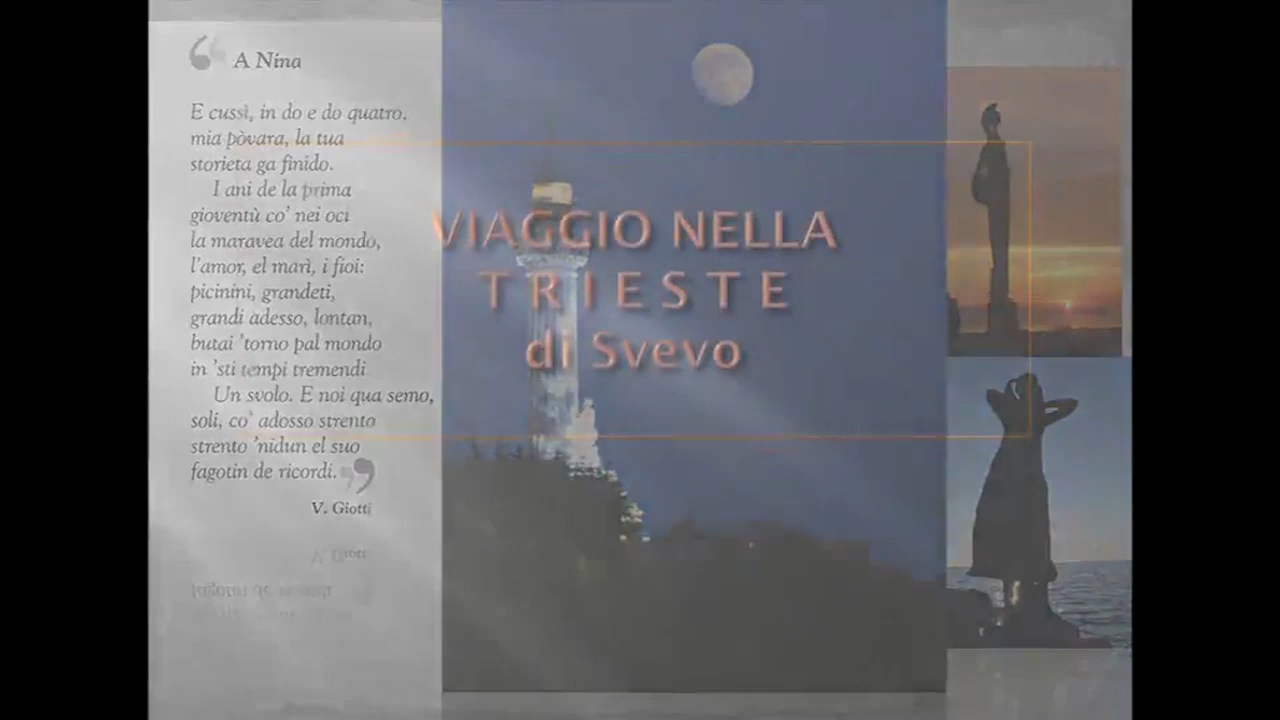 A Nina
E cussì, in do e do quatro,
mia pòvara, la tua
storieta ga finido.
I ani de la prima
gioventù co' nei oci
la maravea del mondo,
l'amor, el marì, i fioi:
picinini, grandeti,
grandi adesso, lontan,
butai 'torno pal mondo
in 'sti tempi tremendi
Un svolo. E noi qua semo,
soli, co' adosso strento
strento 'nidun el suo
fagotin de ricordi.
V. Giotti
VIAGGIO NELLA
TRIESTE
di Svevo